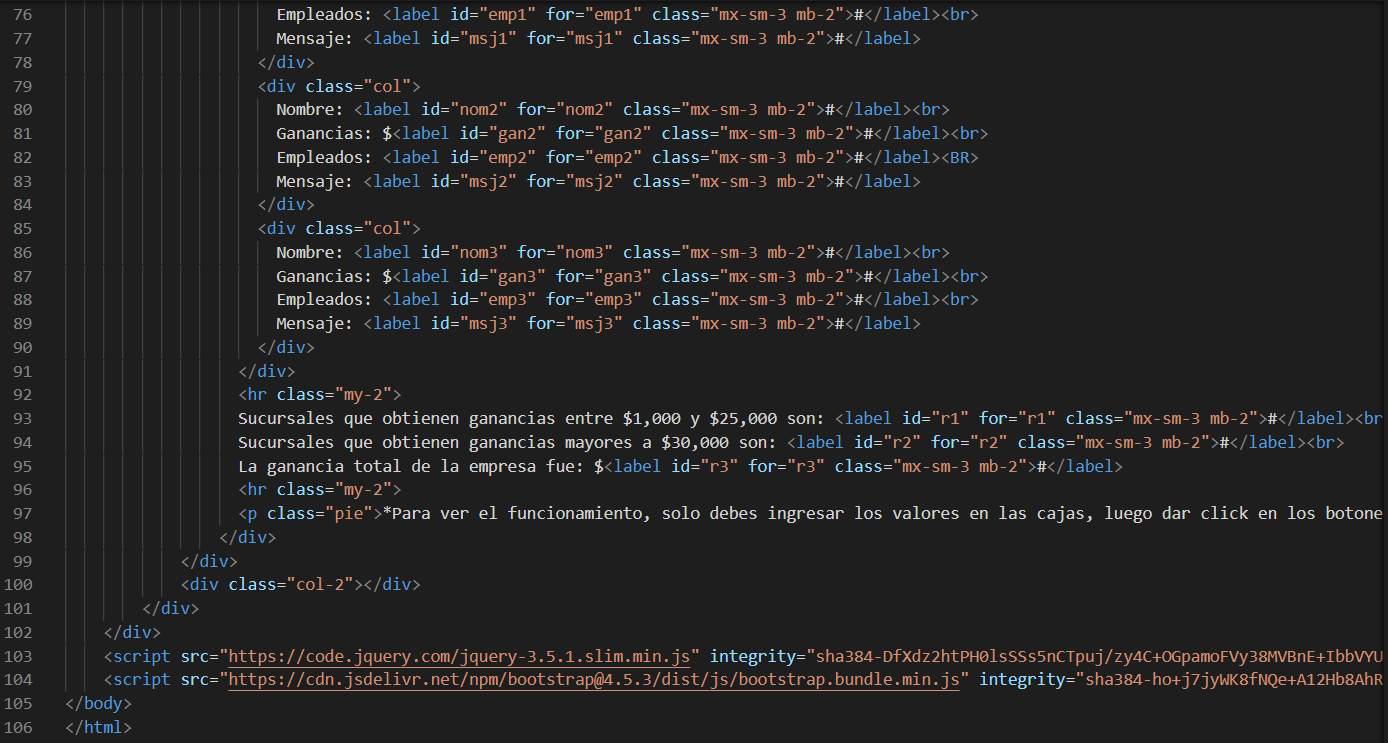 76 Empleados: <label id="emp1" for="emp1" class="mx-sm-3 mb-2">#</label><br>
77 Mensaje: <label id="msj1" for="msj1" class="mx-sm-3 mb-2">#</label>
78 </div>
79 <div class="col">
80 Nombre: <label id="nom2" for="nom2" class="mx-sm-3 mb-2">#</label><br>
81 Ganancias: $<label id="gan2" for="gan2" class="mx-sm-3 mb-2">#</label><br>
82 Empleados: <label id="emp2" for="emp2" class="mx-sm-3 mb-2">#</label><BR>
83 Mensaje: <label id="msj2" for="msj2" class="mx-sm-3 mb-2">#</label>
84 </div>
85 <div class="col">
86 Nombre: <label id="nom3" for="nom3" class="mx-sm-3 mb-2">#</label><br>
87 Ganancias: $<label id="gan3" for="gan3" class="mx-sm-3 mb-2">#</label><br>
88 Empleados: <label id="emp3" for="emp3" class="mx-sm-3 mb-2">#</label><br>
89 Mensaje: <label id="msj3" for="msj3" class="mx-sm-3 mb-2">#</label>
90 </div>
91 </div>
92 <hr class="my-2">
93 Sucursales que obtienen ganancias entre $1,000 y $25,000 son: <label id="r1" for="r1" class="mx-sm-3 mb-2">#</label><br
94 Sucursales que obtienen ganancias mayores a $30,000 son: <label id="r2" for="r2" class="mx-sm-3 mb-2">#</label><br>
95 La ganancia total de la empresa fue: $<label id="r3" for="r3" class="mx-sm-3 mb-2">#</label>
96 <hr class="my-2">
97 <p class="pie">*Para ver el funcionamiento, solo debes ingresar los valores en las cajas, luego dar click en los botone
98 </div>
99 </div>
100 <div class="col-2"></div>
101 </div>
102 </div>
103 <script src="https://code.jquery.com/jquery-3.5.1.slim.min.js" integrity="sha384-DfXdz2htPH0lsSSs5nCTpuj/zy4C+OGpamoFVy38MVBnE+IbbVYU
104 <script src="https://cdn.jsdelivr.net/npm/bootstrap@4.5.3/dist/js/bootstrap.bundle.min.js" integrity="sha384-ho+j7jyWK8fNQe+A12Hb8AhR
105 </body>
106 </html>